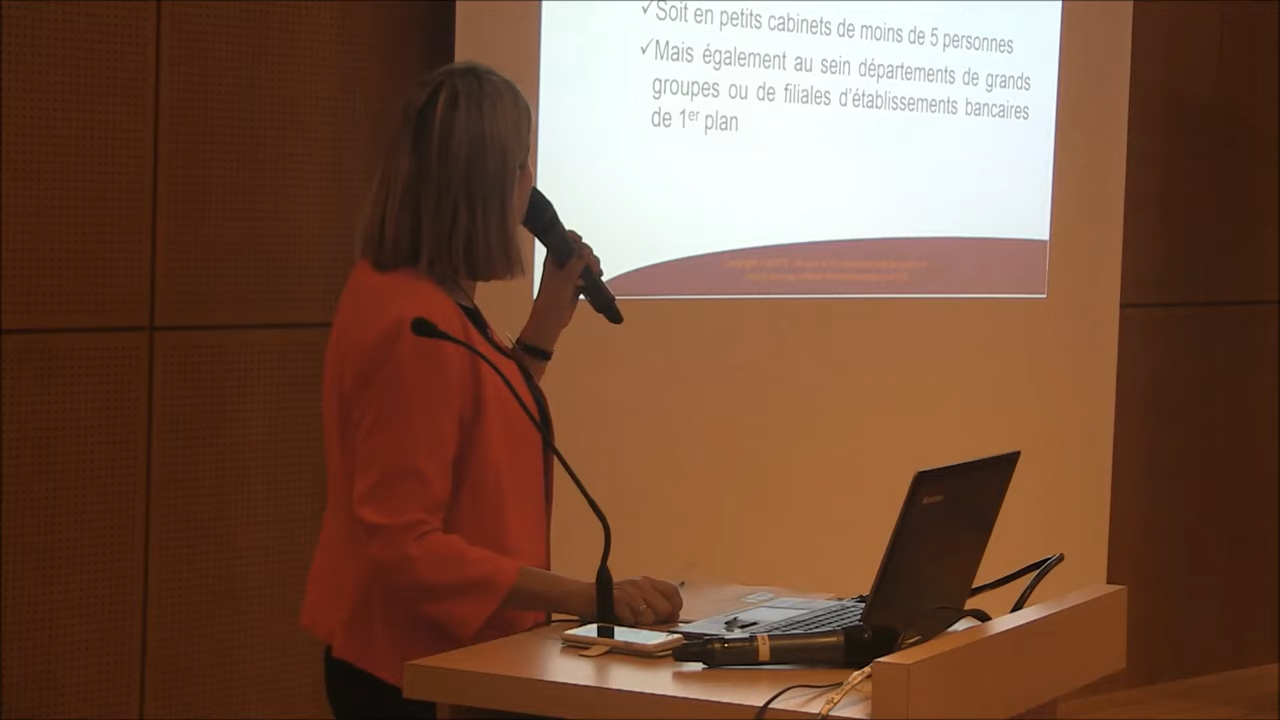 ✓Soit en petits cabinets de moins de 5 personnes
✓Mais également au sein départements de grands
groupes ou de filiales d'établissements bancaires
de 1er plan